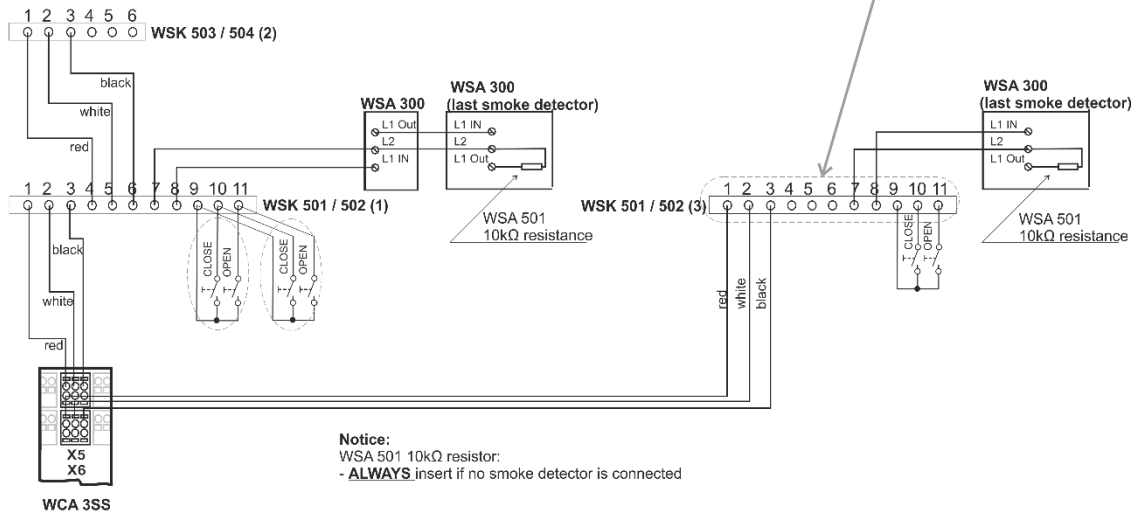 1 2 3 4 5 6
WSK 503 / 504 (2)
black
white
red
WSA 300
L1 Out
L2
L1 IN
WSA 300
(last smoke detector)
L1 IN
L2
L1 Out
WSA 501
10kΩ resistance
1 2 3 4 5 6 7 8 9 10 11
WSK 501 / 502 (1)
CLOSE
OPEN
CLOSE
OPEN
black
white
red
WSA 300
(last smoke detector)
L1 IN
L2
L1 Out
WSA 501
10kΩ resistance
WSK 501 / 502 (3)
1 2 3 4 5 6 7 8 9 10 11
CLOSE
OPEN
red
white
black
X5
X6
WCA 3SS
Notice:
WSA 501 10kΩ resistor:
- ALWAYS insert if no smoke detector is connected